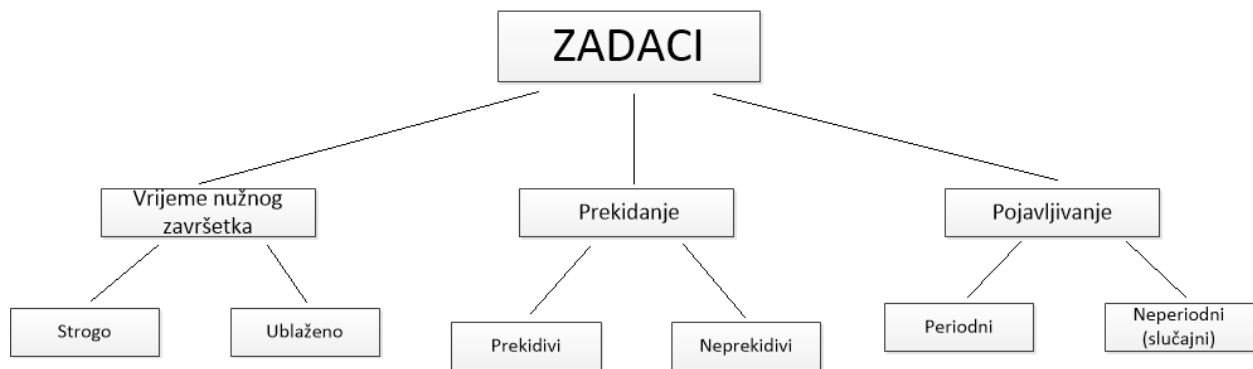 ZADACI
Vrijeme nužnog
završetka
Prekidanje
Pojavljivanje
Strogo
Ublaženo
Prekidivi
Neprekidivi
Periodni
Neperiodni
(slučajni)